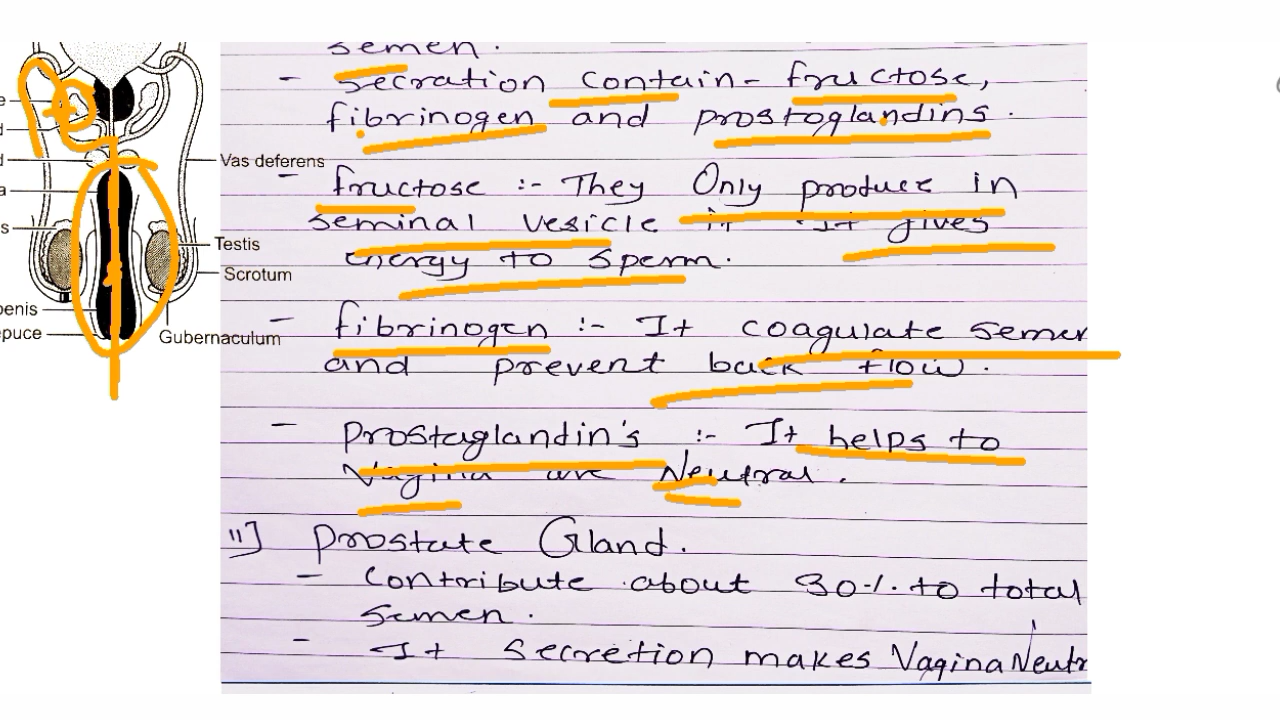 semen.
- secration contain - fructose,
fibrinogen and prostoglandins.
Vas deferens
- fructose :- They Only produce in
seminal vesicle it gives
energy to sperm.
Testis
Scrotum
- fibrinogen :- It coagulate semen
and prevent back flow.
penis
epuce
Gubernaculum
- Prostaglandin's :- It helps to
Vagina are Neutral.
11] Prostate Gland.
- Contribute about 30% to total
semen.
- It secretion makes Vagina Neutr